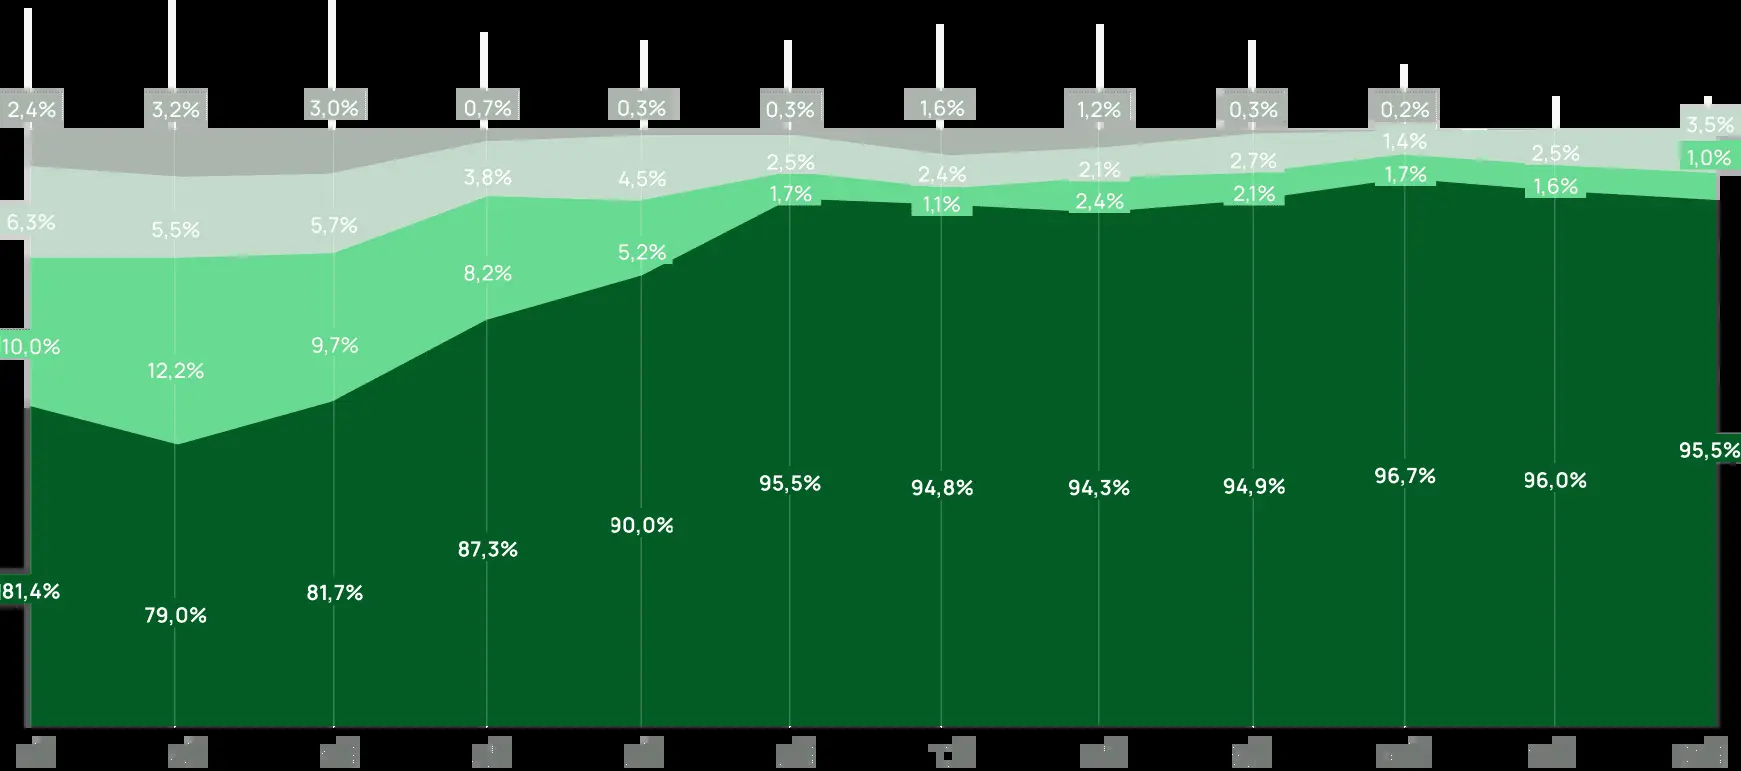 2,4% 3,2% 3,0% 0,7% 0,3% 0,3% 1,6% 1,2% 0,3% 0,2%
3,5%
1,4%
2,5% 2,4% 2,1% 2,7% 2,5% 1,0%
3,8% 4,5% 1,7%
1,7% 1,1% 2,4% 2,1% 1,6%
6,3% 5,5% 5,7%
5,2%
8,2%
10,0% 9,7%
12,2%
95,5%
95,5% 94,8% 94,3% 94,9% 96,7% 96,0%
90,0%
87,3%
81,4% 81,7%
79,0%